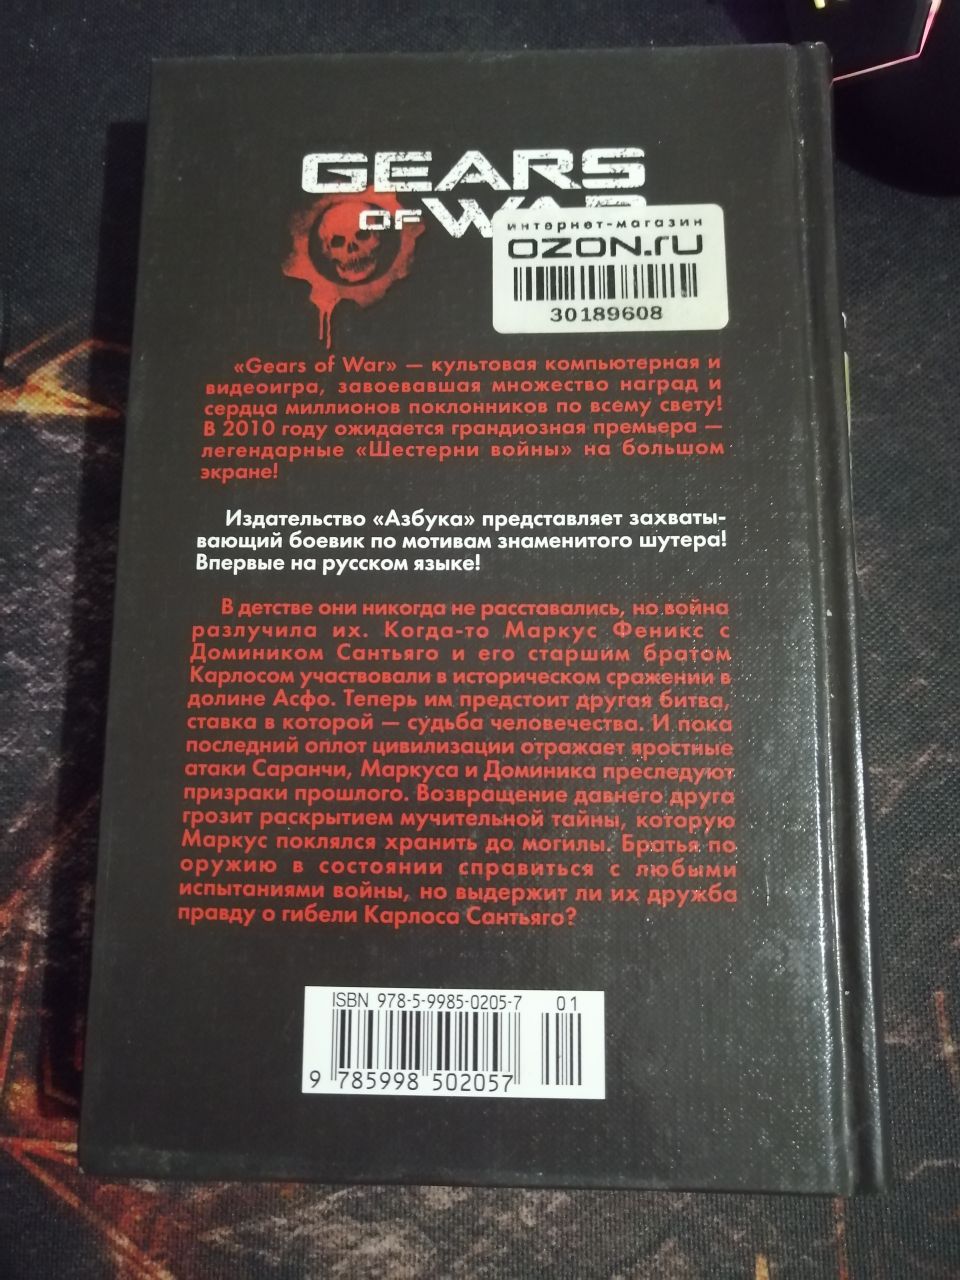 GEARS
OF WAR
интернет-магазин
OZON.ru
30189608
«Gears of War» — культовая компьютерная и
видеоигра, завоевавшая множество наград и
сердца миллионов поклонников по всему свету!
В 2010 году ожидается грандиозная премьера —
легендарные «Шестерни войны» на большом
экране!
Издательство «Азбука» представляет захваты-
вающий боевик по мотивам знаменитого шутера!
Впервые на русском языке!
В детстве они никогда не расставались, но война
разлучила их. Когда-то Маркус Феникс с
Домиником Сантьяго и его старшим братом
Карлосом участвовали в историческом сражении в
долине Асфо. Теперь им предстоит другая битва,
ставка в которой — судьба человечества. И пока
последний оплот цивилизации отражает яростные
атаки Саранчи, Маркуса и Доминика преследуют
призраки прошлого. Возвращение давнего друга
грозит раскрытием мучительной тайны, которую
Маркус поклялся хранить до могилы. Братья по
оружию в состоянии справиться с любыми
испытаниями войны, но выдержит ли их дружба
правду о гибели Карлоса Сантьяго?
ISBN 978-5-9985-0205-7 01
9 785998 502057